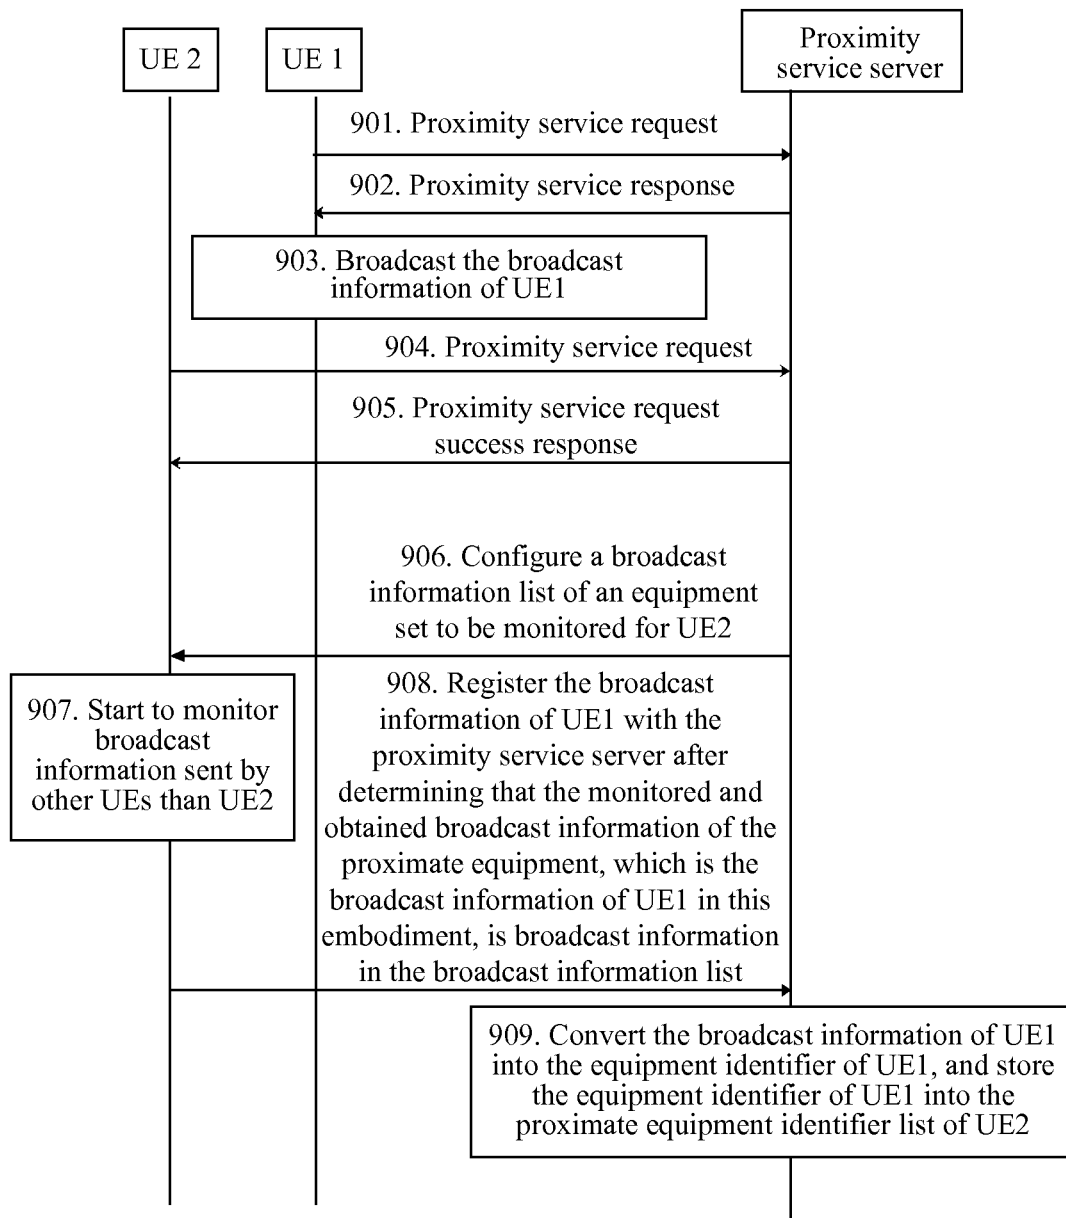 UE 2
UE 1
Proximity
service server
901. Proximity service request
902. Proximity service response
903. Broadcast the broadcast
information of UE1
904. Proximity service request
905. Proximity service request
success response
906. Configure a broadcast
information list of an equipment
set to be monitored for UE2
907. Start to monitor
broadcast
information sent by
other UEs than UE2
908. Register the broadcast
information of UE1 with the
proximity service server after
determining that the monitored and
obtained broadcast information of the
proximate equipment, which is the
broadcast information of UE1 in this
embodiment, is broadcast information
in the broadcast information list
909. Convert the broadcast information of UE1
into the equipment identifier of UE1, and store
the equipment identifier of UE1 into the
proximate equipment identifier list of UE2